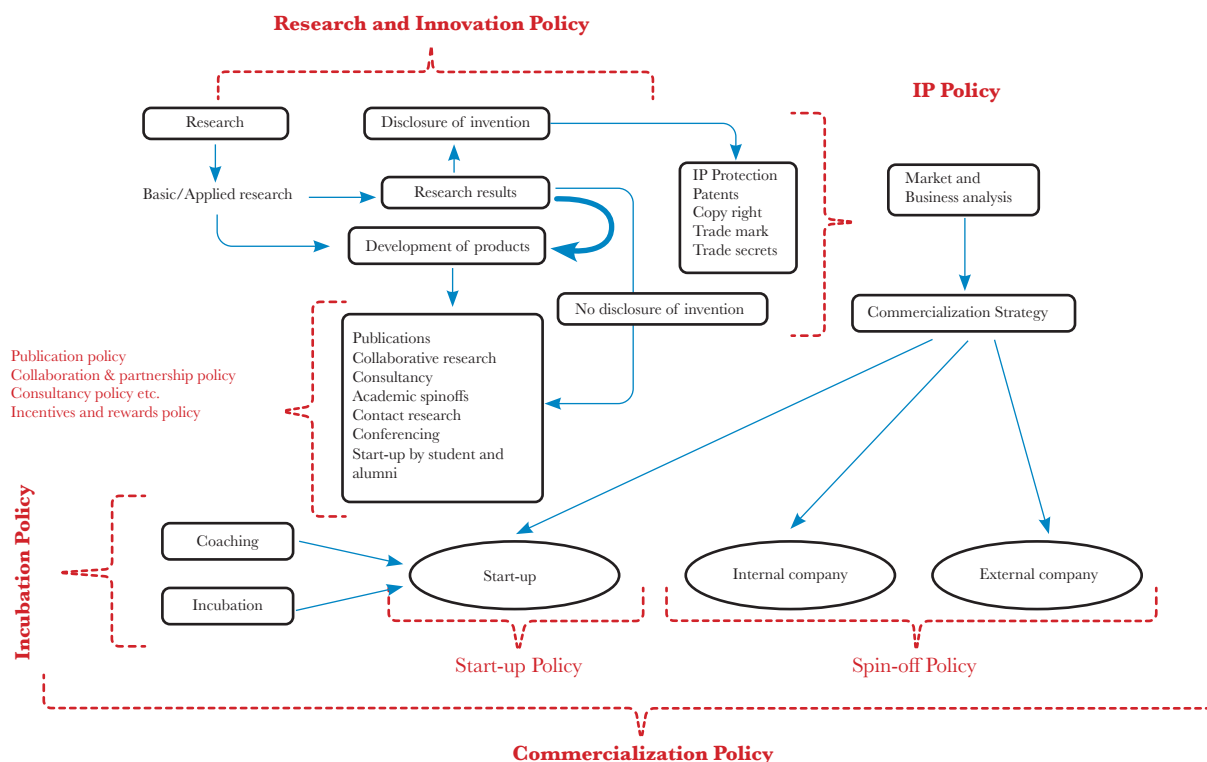 Research and Innovation Policy
IP Policy
Research
Disclosure of invention
Basic/Applied research
Research results
Development of products
IP Protection
Patents
Copy right
Trade mark
Trade secrets
Market and
Business analysis
No disclosure of invention
Commercialization Strategy
Publication policy
Collaboration & partnership policy
Consultancy policy etc.
Incentives and rewards policy
Publications
Collaborative research
Consultancy
Academic spinoffs
Contact research
Conferencing
Start-up by student and
alumni
Incubation Policy
Coaching
Incubation
Start-up
Internal company
External company
Start-up Policy
Spin-off Policy
Commercialization Policy